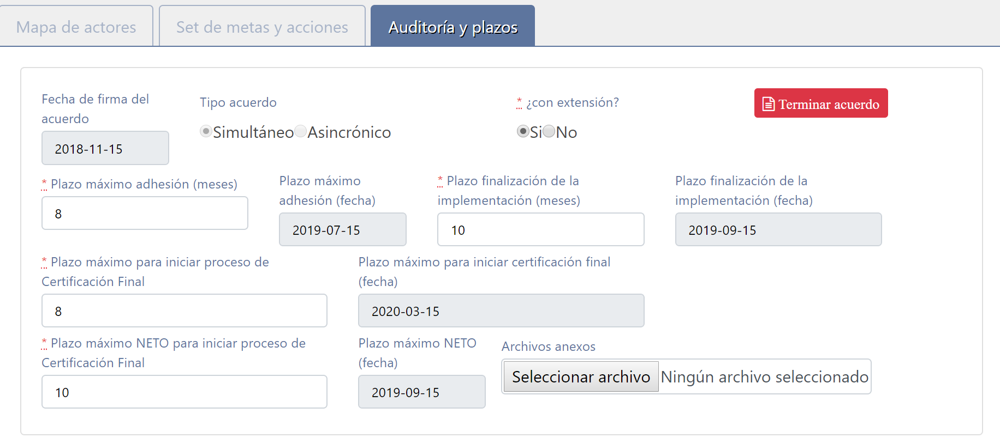 Mapa de actores
Set de metas y acciones
Auditoría y plazos
Fecha de firma del
acuerdo
2018-11-15
Tipo acuerdo
Simultáneo Asincrónico
* ¿con extensión?
Si No
Terminar acuerdo
* Plazo máximo adhesión (meses)
8
Plazo máximo
adhesión (fecha)
2019-07-15
* Plazo finalización de la
implementación (meses)
10
Plazo finalización de la
implementación (fecha)
2019-09-15
* Plazo máximo para iniciar proceso de
Certificación Final
8
Plazo máximo para iniciar certificación final
(fecha)
2020-03-15
* Plazo máximo NETO para iniciar proceso de
Certificación Final
10
Plazo máximo NETO
(fecha)
2019-09-15
Archivos anexos
Seleccionar archivo Ningún archivo seleccionado